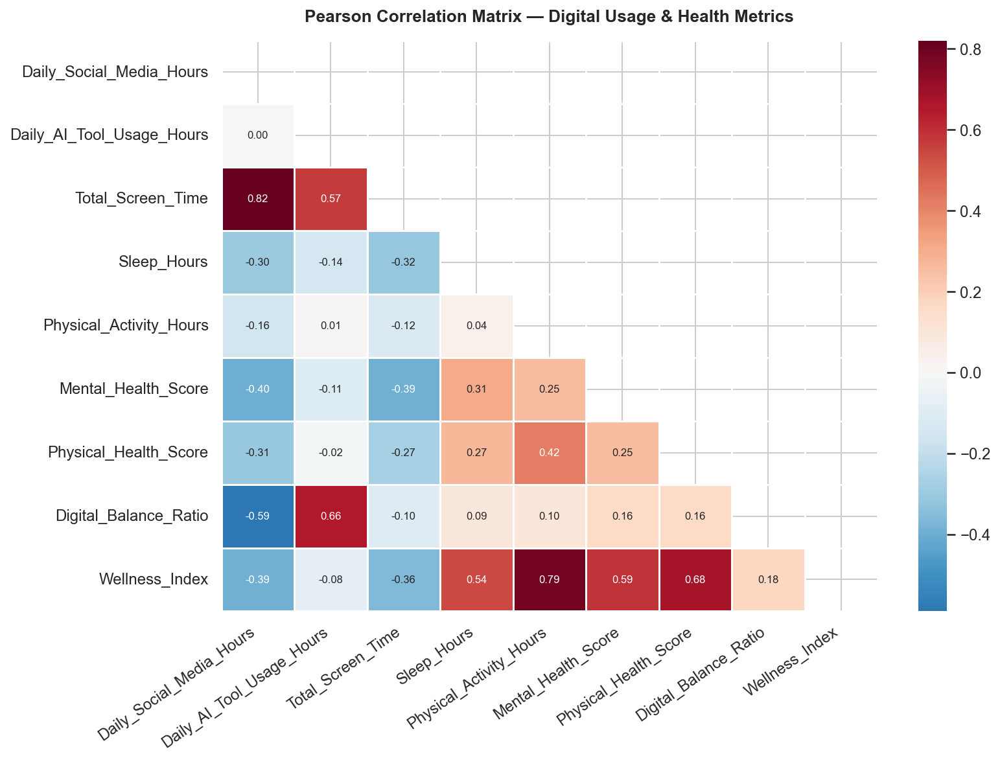 Pearson Correlation Matrix — Digital Usage & Health Metrics
Daily_Social_Media_Hours
Daily_AI_Tool_Usage_Hours
0.00
Total_Screen_Time
0.82 0.57
Sleep_Hours
-0.30 -0.14 -0.32
Physical_Activity_Hours
-0.16 0.01 -0.12 0.04
Mental_Health_Score
-0.40 -0.11 -0.39 0.31 0.25
Physical_Health_Score
-0.31 -0.02 -0.27 0.27 0.42 0.25
Digital_Balance_Ratio
-0.59 0.66 -0.10 0.09 0.10 0.16 0.16
Wellness_Index
-0.39 -0.08 -0.36 0.54 0.79 0.59 0.68 0.18
Daily_Social_Media_Hours
Daily_AI_Tool_Usage_Hours
Total_Screen_Time
Sleep_Hours
Physical_Activity_Hours
Mental_Health_Score
Physical_Health_Score
Digital_Balance_Ratio
Wellness_Index
0.8
0.6
0.4
0.2
0.0
−0.2
−0.4